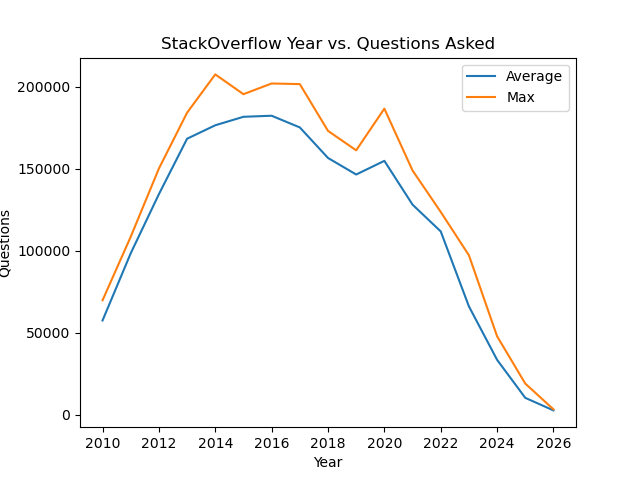 StackOverflow Year vs. Questions Asked
Average
Max
200000
150000
100000
50000
0
Questions
2010 2012 2014 2016 2018 2020 2022 2024 2026
Year